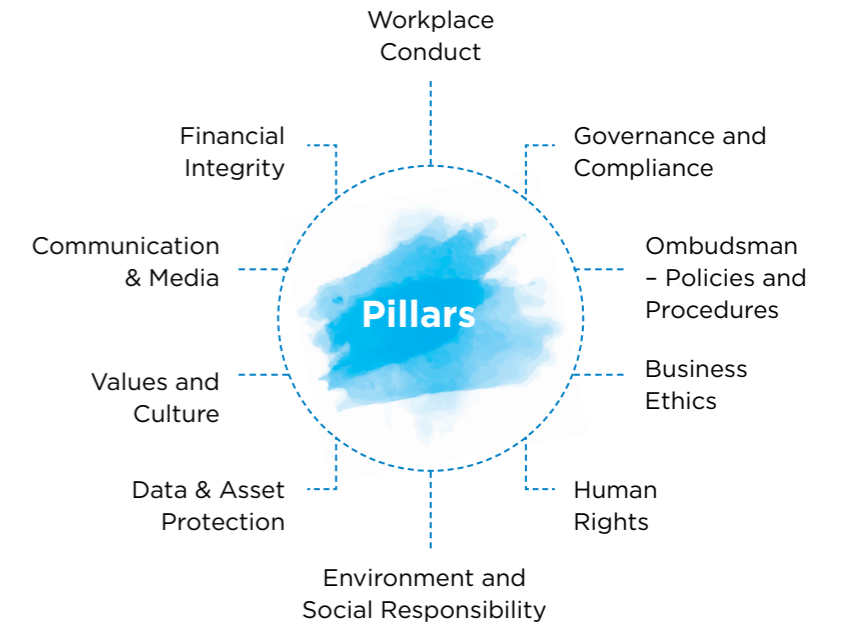 Workplace
Conduct
Financial
Integrity
Governance and
Compliance
Communication
& Media
Ombudsman
– Policies and
Procedures
Pillars
Values and
Culture
Business
Ethics
Data & Asset
Protection
Human
Rights
Environment and
Social Responsibility